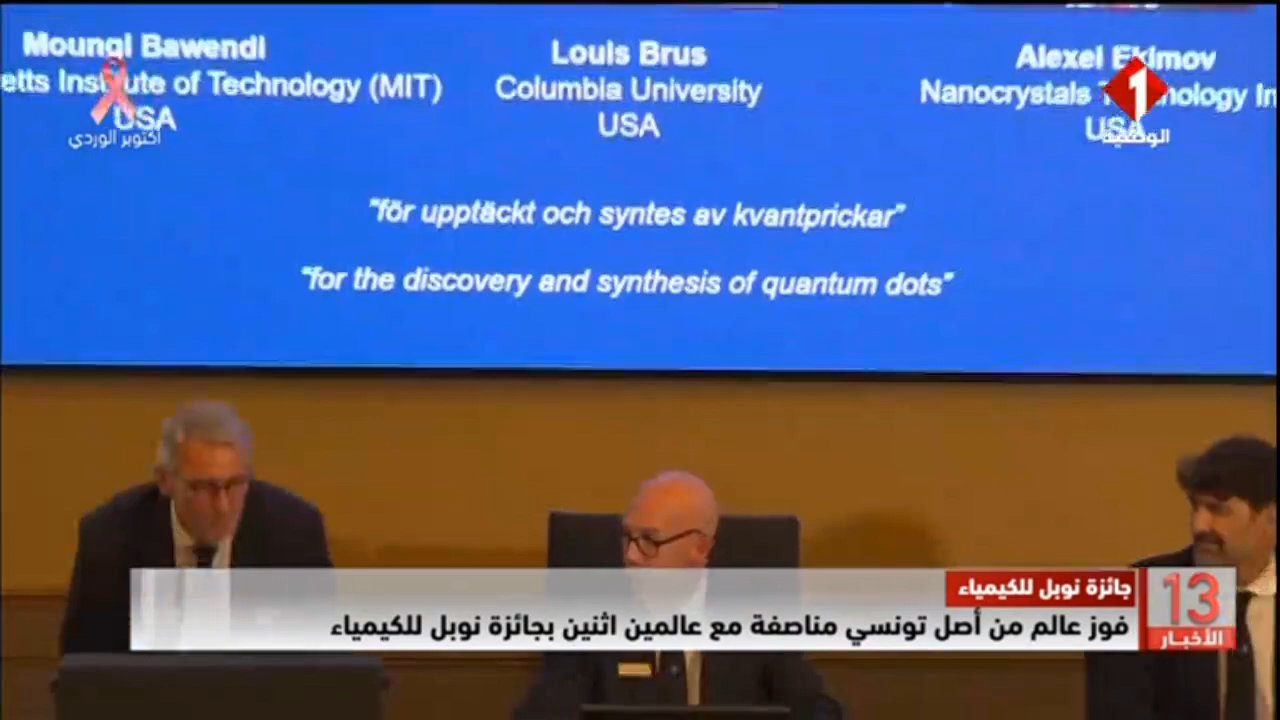 Moungi Bawendi
etts Institute of Technology (MIT)
USA
Louis Brus
Columbia University
USA
Alexei Ekimov
Nanocrystals Technology In
USA
أكتوبر الوردي
1
الوطنية
"för upptäckt och syntes av kvantprickar"
"for the discovery and synthesis of quantum dots"
جائزة نوبل للكيمياء
فوز عالم من أصل تونسي مناصفة مع عالمين اثنين بجائزة نوبل للكيمياء
13
الأخبار